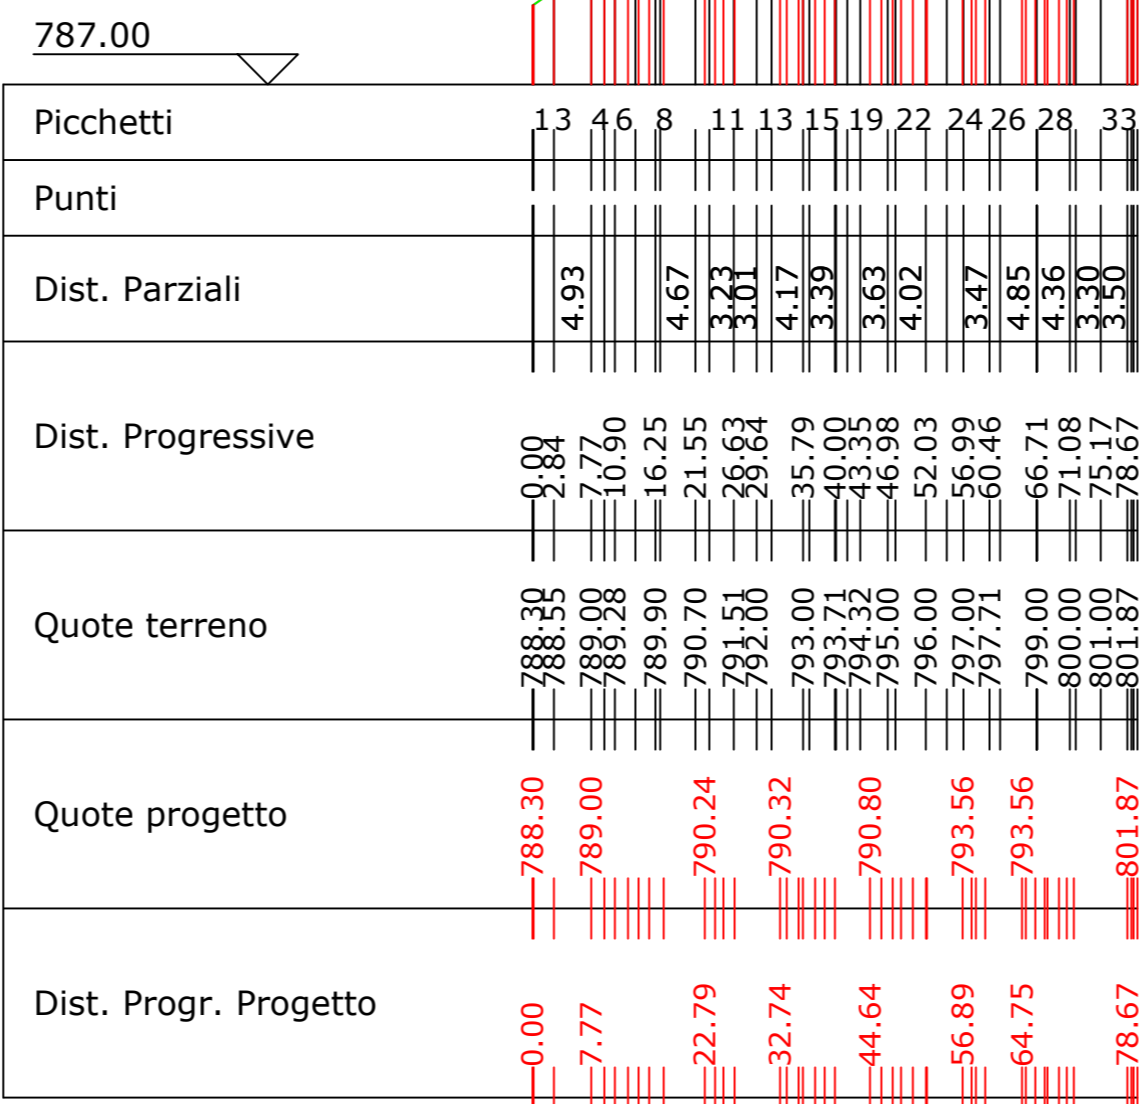 787.00
Picchetti 1 3 4 6 8 11 13 15 19 22 24 26 28 33
Punti
Dist. Parziali 4.93 4.67 3.23 3.01 4.17 3.39 3.63 4.02 3.47 4.85 4.36 3.30 3.50
Dist. Progressive 0.00 2.84 7.77 10.90 16.25 21.55 26.63 29.64 35.79 40.00 43.35 46.98 52.03 56.99 60.46 66.71 71.08 75.17 78.67
Quote terreno 788.30 788.55 789.00 789.28 789.90 790.70 791.51 792.00 793.00 793.71 794.32 795.00 796.00 797.00 797.71 799.00 800.00 801.00 801.87
Quote progetto 788.30 789.00 790.24 790.32 790.80 793.56 793.56 801.87
Dist. Progr. Progetto 0.00 7.77 22.79 32.74 44.64 56.89 64.75 78.67